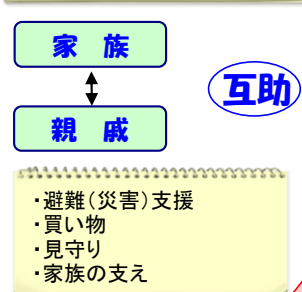 家　族
互助
親　戚
・避難(災害)支援
・買い物
・見守り
・家族の支え